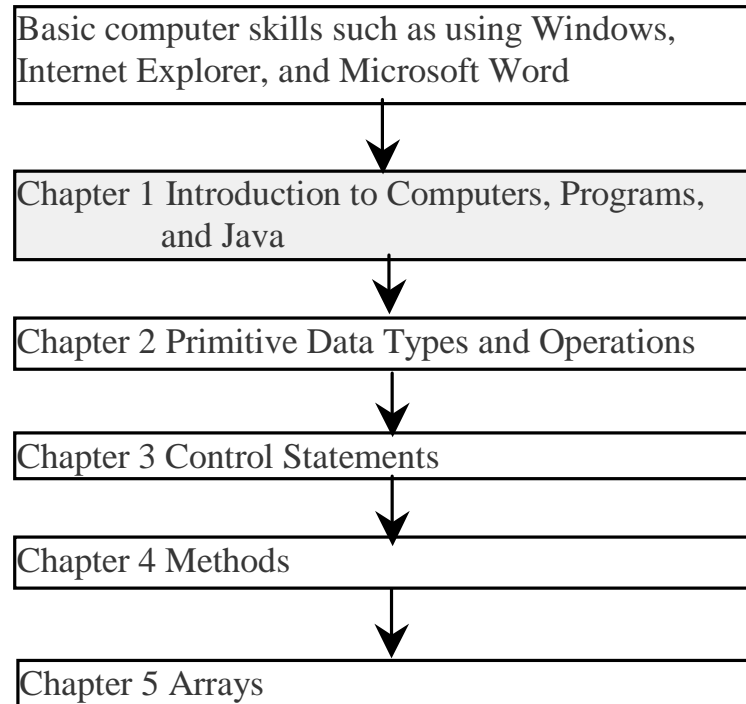 Basic computer skills such as using Windows,
Internet Explorer, and Microsoft Word
Chapter 1 Introduction to Computers, Programs,
and Java
Chapter 2 Primitive Data Types and Operations
Chapter 3 Control Statements
Chapter 4 Methods
Chapter 5 Arrays